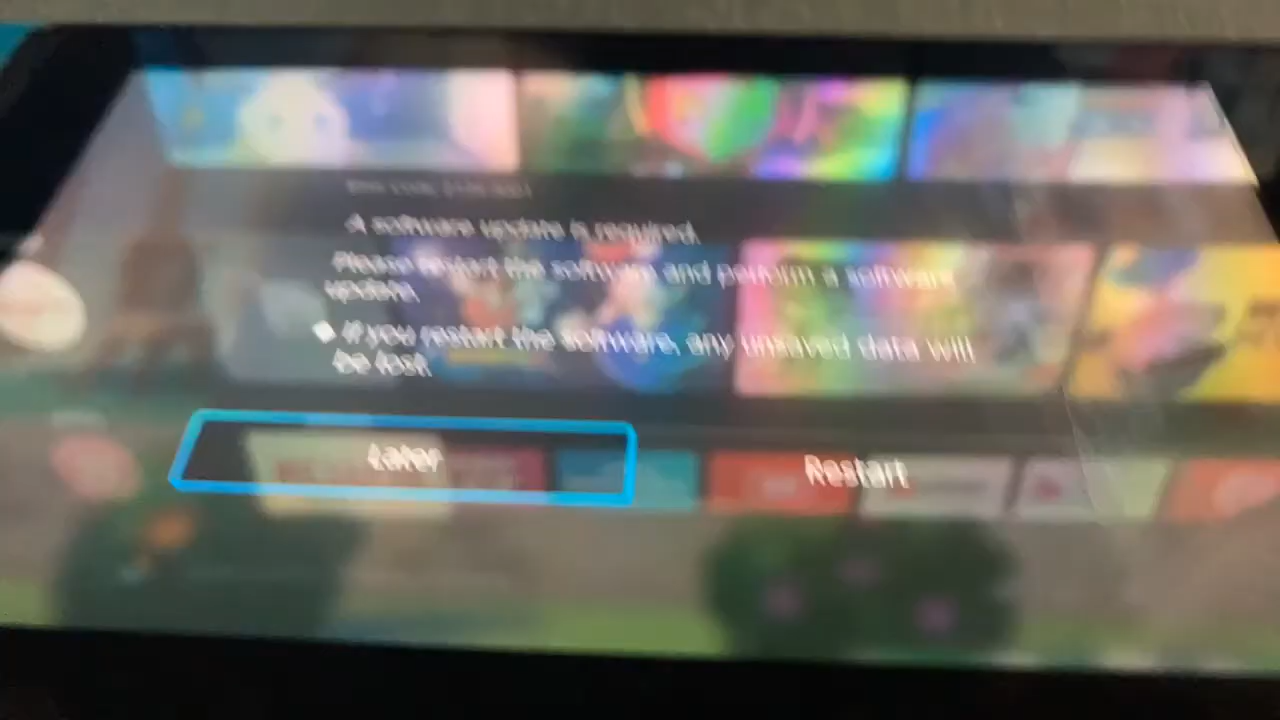 A software update is required.
Please restart the software and perform a software
update.
If you restart the software, any unsaved data will
be lost.
Later
Restart